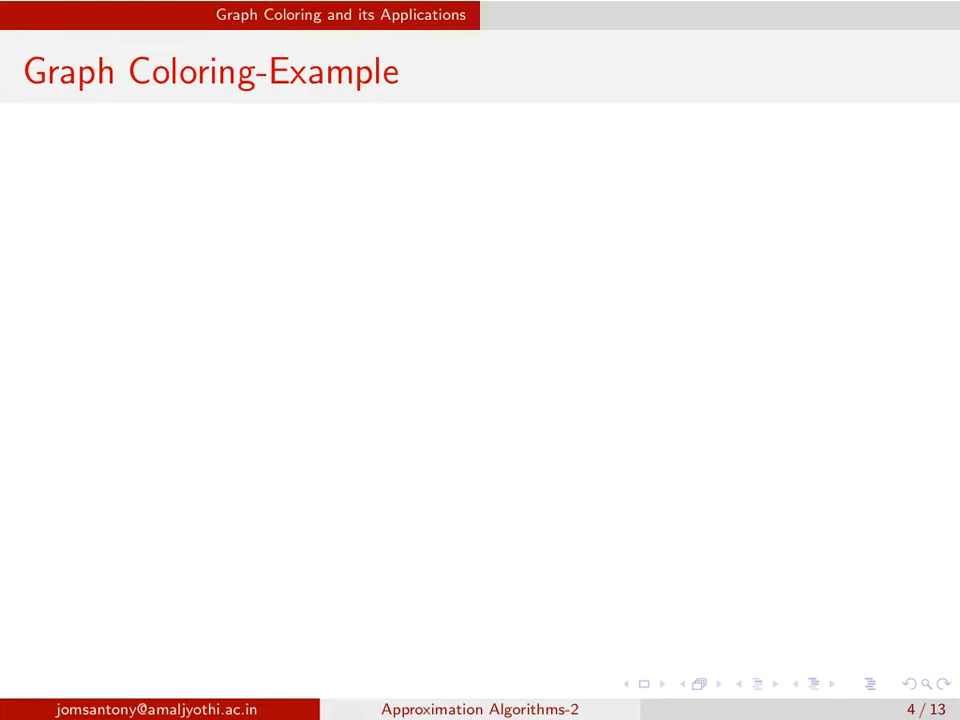 Graph Coloring and its Applications
Graph Coloring-Example
jomsantony@amaljyothi.ac.in
Approximation Algorithms-2
4 / 13